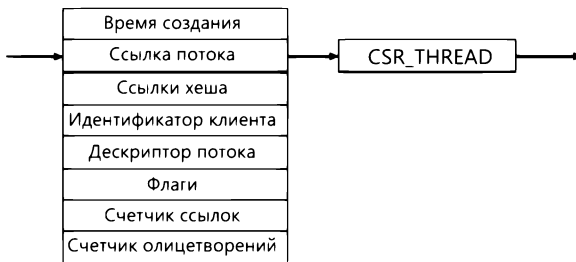 Время создания
Ссылка потока
CSR_THREAD
Ссылки хеша
Идентификатор клиента
Дескриптор потока
Флаги
Счетчик ссылок
Счетчик олицетворений